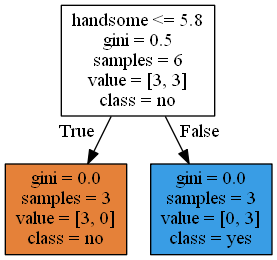 handsome <= 5.8
gini = 0.5
samples = 6
value = [3, 3]
class = no
True
False
gini = 0.0
samples = 3
value = [3, 0]
class = no
gini = 0.0
samples = 3
value = [0, 3]
class = yes